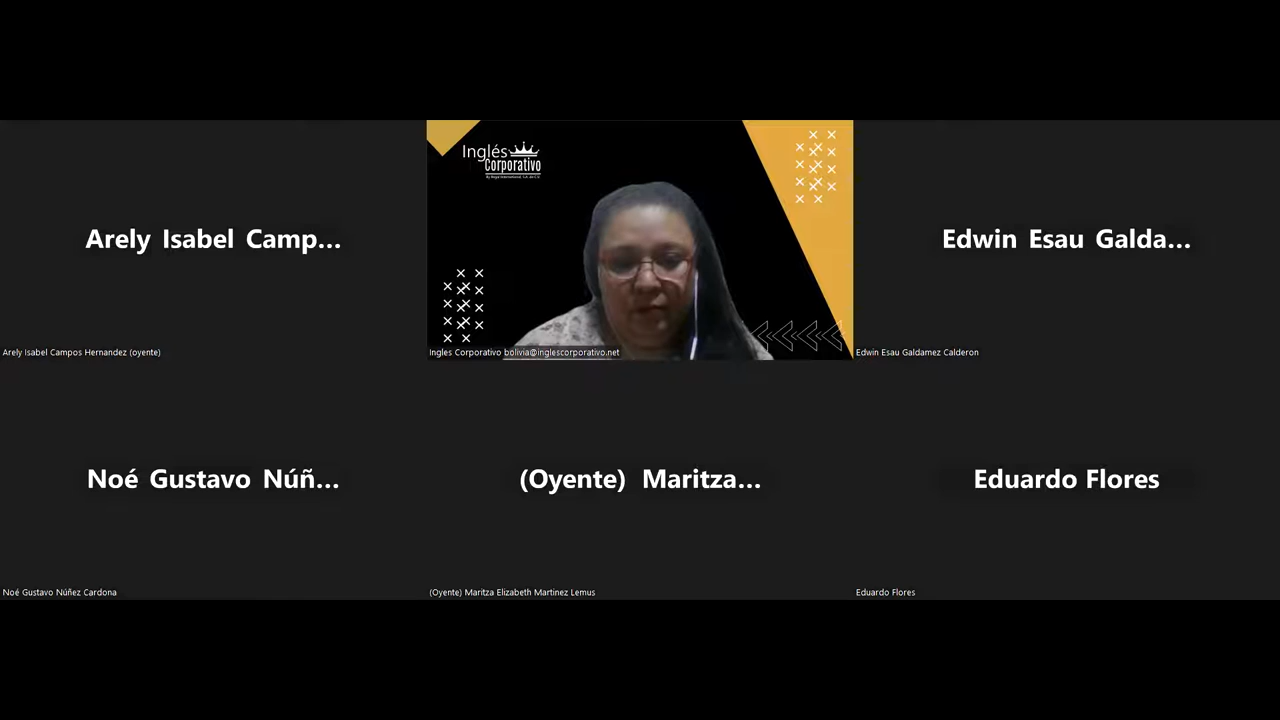 Arely Isabel Camp...
Arely Isabel Campos Hernandez (oyente)
Inglés
Corporativo
Ingles Corporativo bolivia@inglescorporativo.net
Edwin Esau Galda...
Edwin Esau Galdamez Calderon
Noé Gustavo Núñ...
Noé Gustavo Núñez Cardona
(Oyente) Maritza...
(Oyente) Maritza Elizabeth Martinez Lemus
Eduardo Flores
Eduardo Flores